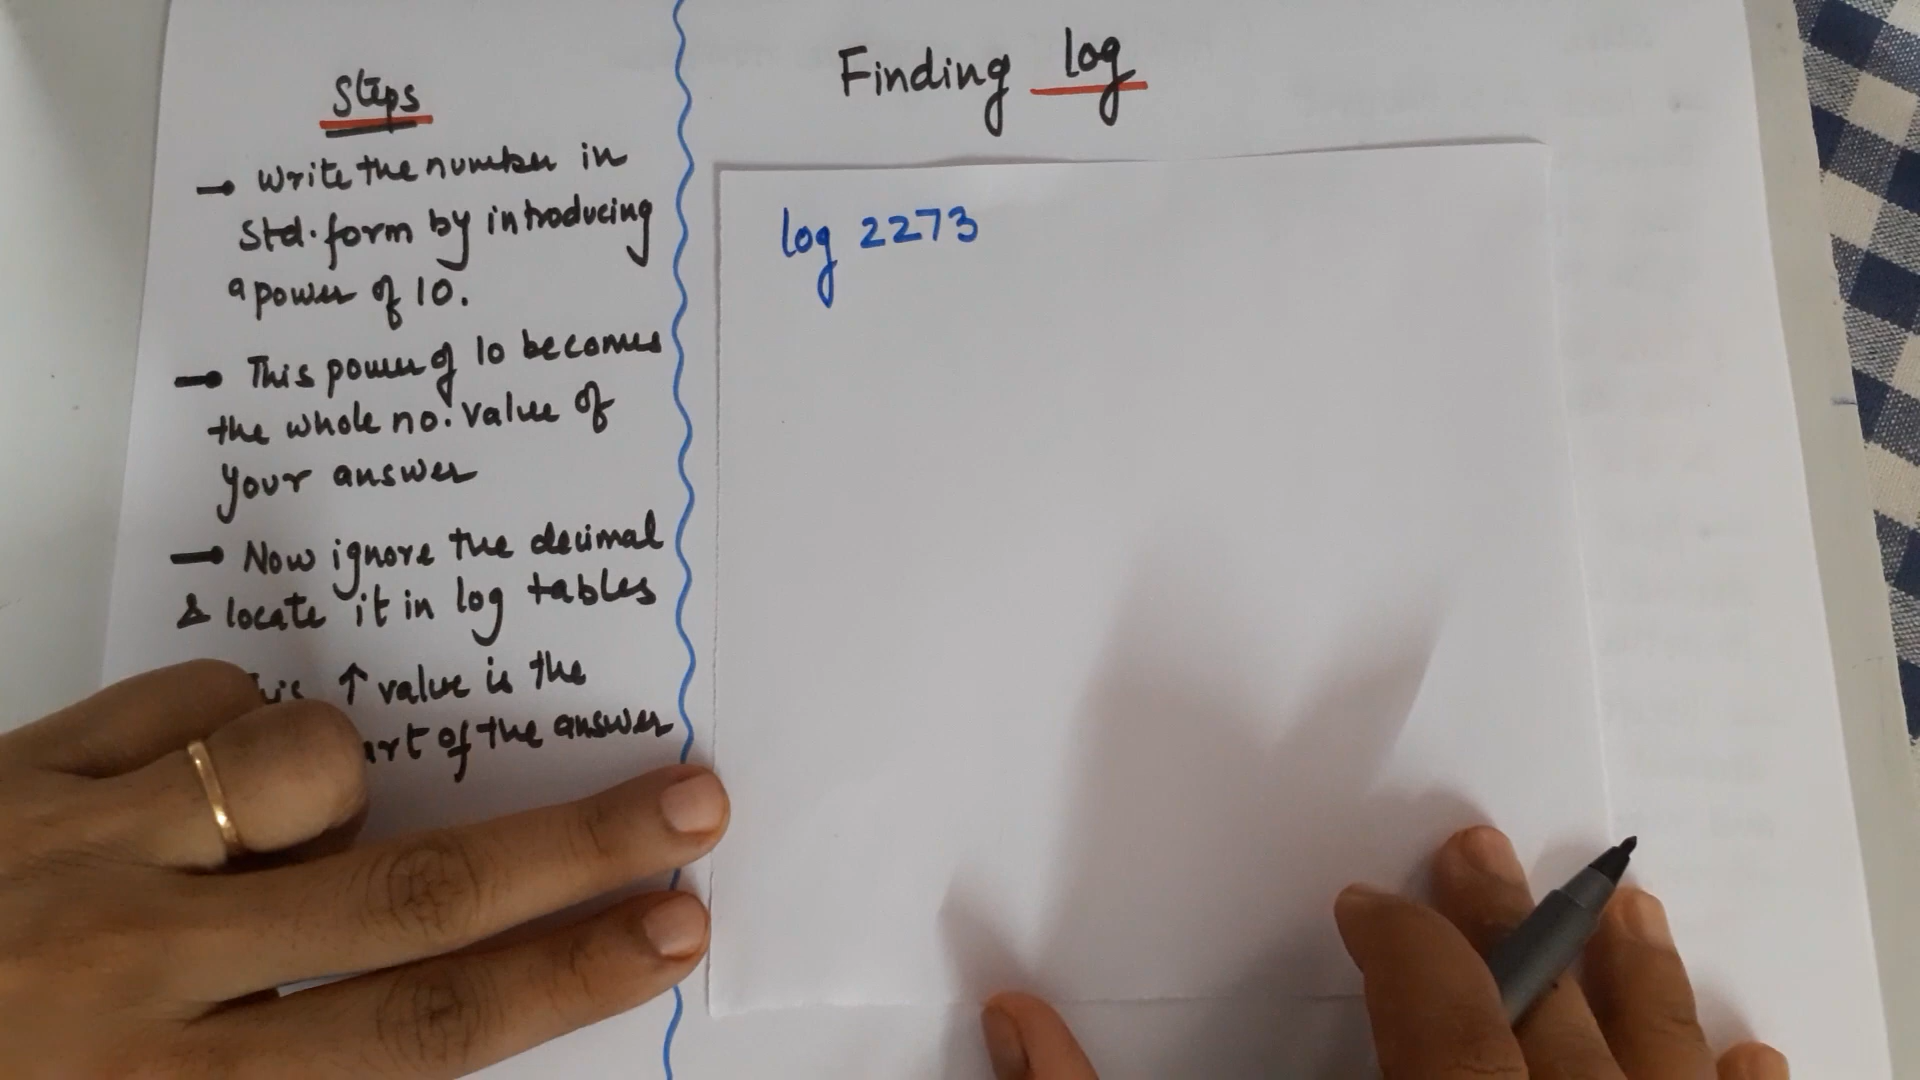 Steps
→ Write the number in
Std. form by introducing
a power of 10.
→ This power of 10 becomes
the whole no. value of
your answer
→ Now ignore the decimal
& locate it in log tables
↑ value is the
of the answer
Finding log
log 2273